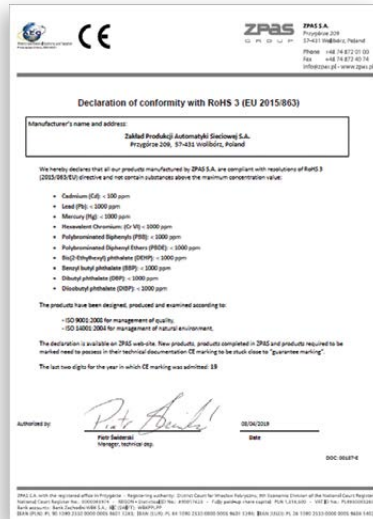 CE
ZPAS
GROUP
ZPAS S.A.
Przygórze 209
57-431 Wolibórz, Poland
Phone +48 74 872 01 00
Fax +48 74 872 40 74
Declaration of conformity with RoHS 3 (EU 2015/863)
Manufacturer's name and address:
Zakład Produkcji Automatyki Sieciowej S.A.
Przygórze 209, 57-431 Wolibórz, Poland
We hereby declares that all our products manufactured by ZPAS S.A. are compliant with resolutions of RoHS 3
(2015/863/EU) directive and not contain substances above the maximum concentration value:
• Cadmium (Cd): < 100 ppm
• Lead (Pb): < 1000 ppm
• Mercury (Hg): < 1000 ppm
• Hexavalent Chromium: (Cr VI) < 1000 ppm
• Polybrominated Biphenyls (PBB): < 1000 ppm
• Polybrominated Diphenyl Ethers (PBDE): < 1000 ppm
• Bis(2-Ethylhexyl) phthalate (DEHP): < 1000 ppm
• Benzyl butyl phthalate (BBP): < 1000 ppm
• Dibutyl phthalate (DBP): < 1000 ppm
• Diisobutyl phthalate (DIBP): < 1000 ppm
The products have been designed, produced and examined according to:
- ISO 9001:2008 for management of quality,
- ISO 14001:2004 for management of natural environment.
The declaration is available on ZPAS web-site. New products, products completed in ZPAS and products required to be
marked need to possess in their technical documentation CE marking to be stuck close to "guarantee marking".
The last two digits for the year in which CE marking was admitted: 19
Authorized by:
Piotr Świderski
Manager, technical dep.
Date